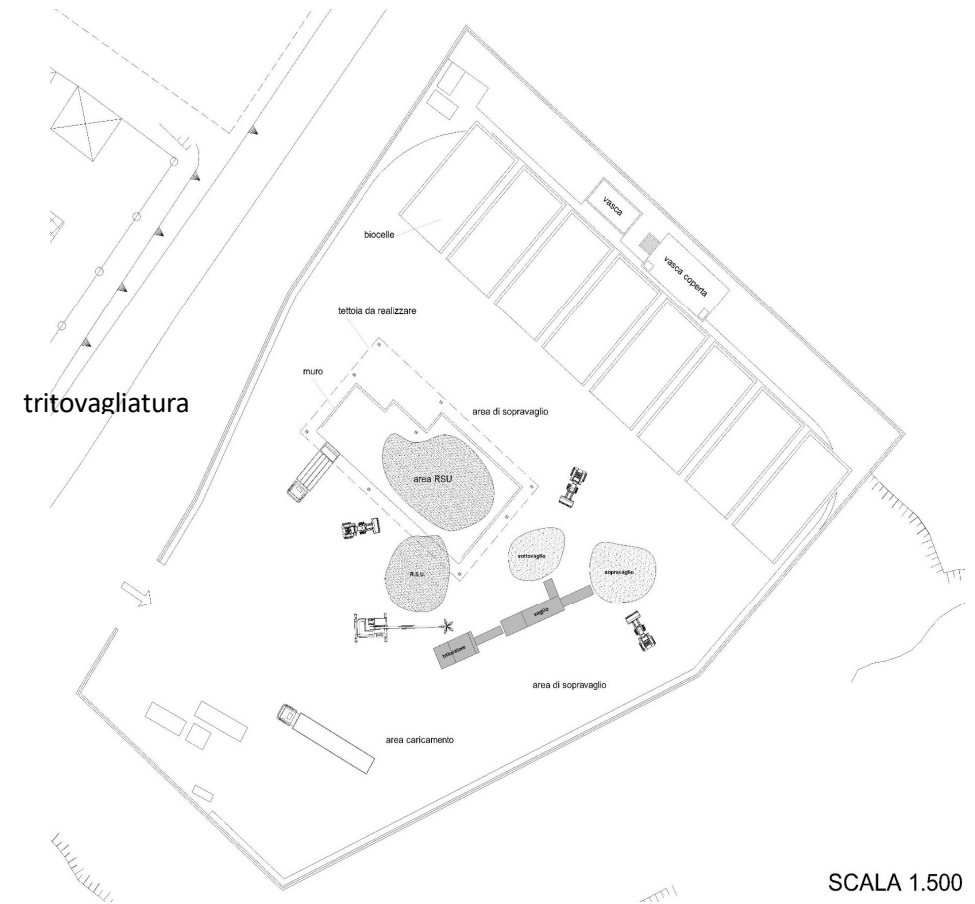 vasca
biocelle
vasca coperta
tettoia da realizzare
muro
tritovagliatura
area di sopravaglio
area RSU
sottovaglio
sopravaglio
R.S.U.
vaglio
trituratore
area di sopravaglio
area caricamento
SCALA 1.500